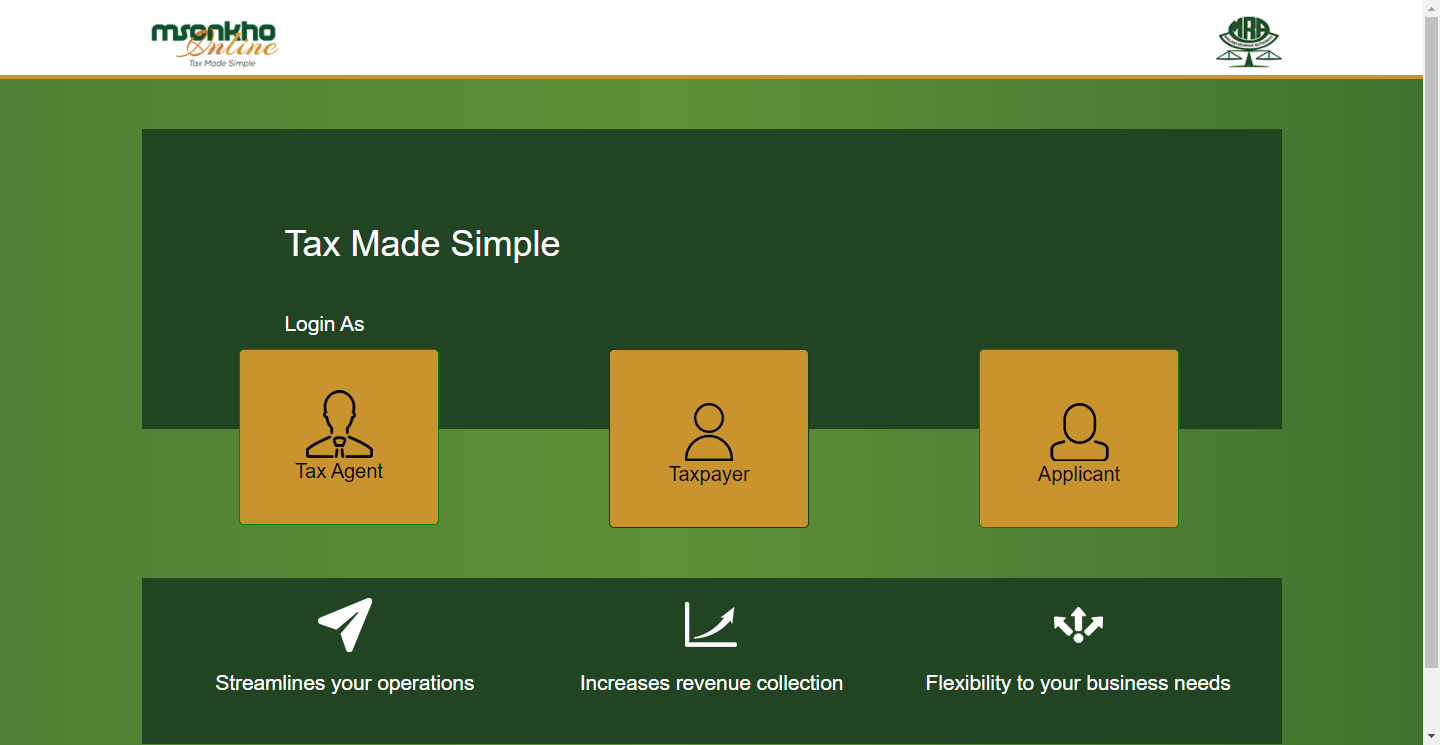 msonkho
Online
Tax Made Simple
MRA
Tax Made Simple
Login As
Tax Agent
Taxpayer
Applicant
Streamlines your operations
Increases revenue collection
Flexibility to your business needs